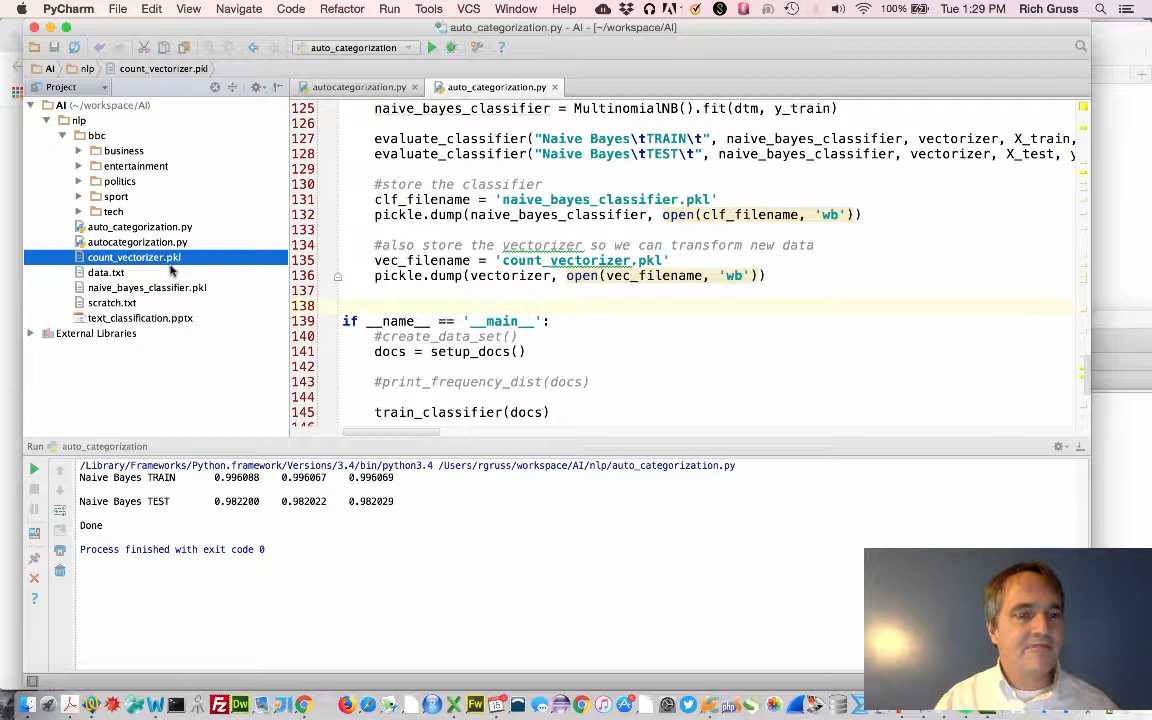 PyCharm File Edit View Navigate Code Refactor Run Tools VCS Window Help 100% Tue 1:29 PM Rich Gruss
auto_categorization.py - AI - [~/workspace/AI]
auto_categorization
AI nlp count_vectorizer.pkl
Project autocategorization.py auto_categorization.py
AI (~/workspace/AI)
nlp
bbc
business
entertainment
politics
sport
tech
auto_categorization.py
autocategorization.py
count_vectorizer.pkl
data.txt
naive_bayes_classifier.pkl
scratch.txt
text_classification.pptx
External Libraries
125 naive_bayes_classifier = MultinomialNB().fit(dtm, y_train)
126
127 evaluate_classifier("Naive Bayes\tTRAIN\t", naive_bayes_classifier, vectorizer, X_train,
128 evaluate_classifier("Naive Bayes\tTEST\t", naive_bayes_classifier, vectorizer, X_test, y
129
130 #store the classifier
131 clf_filename = 'naive_bayes_classifier.pkl'
132 pickle.dump(naive_bayes_classifier, open(clf_filename, 'wb'))
133
134 #also store the vectorizer so we can transform new data
135 vec_filename = 'count_vectorizer.pkl'
136 pickle.dump(vectorizer, open(vec_filename, 'wb'))
137
138
139 if __name__ == '__main__':
140 #create_data_set()
141 docs = setup_docs()
142
143 #print_frequency_dist(docs)
144
145 train_classifier(docs)
Run auto_categorization
/Library/Frameworks/Python.framework/Versions/3.4/bin/python3.4 /Users/rgruss/workspace/AI/nlp/auto_categorization.py
Naive Bayes TRAIN 0.996088 0.996067 0.996069
Naive Bayes TEST 0.982200 0.982022 0.982029
Done
Process finished with exit code 0